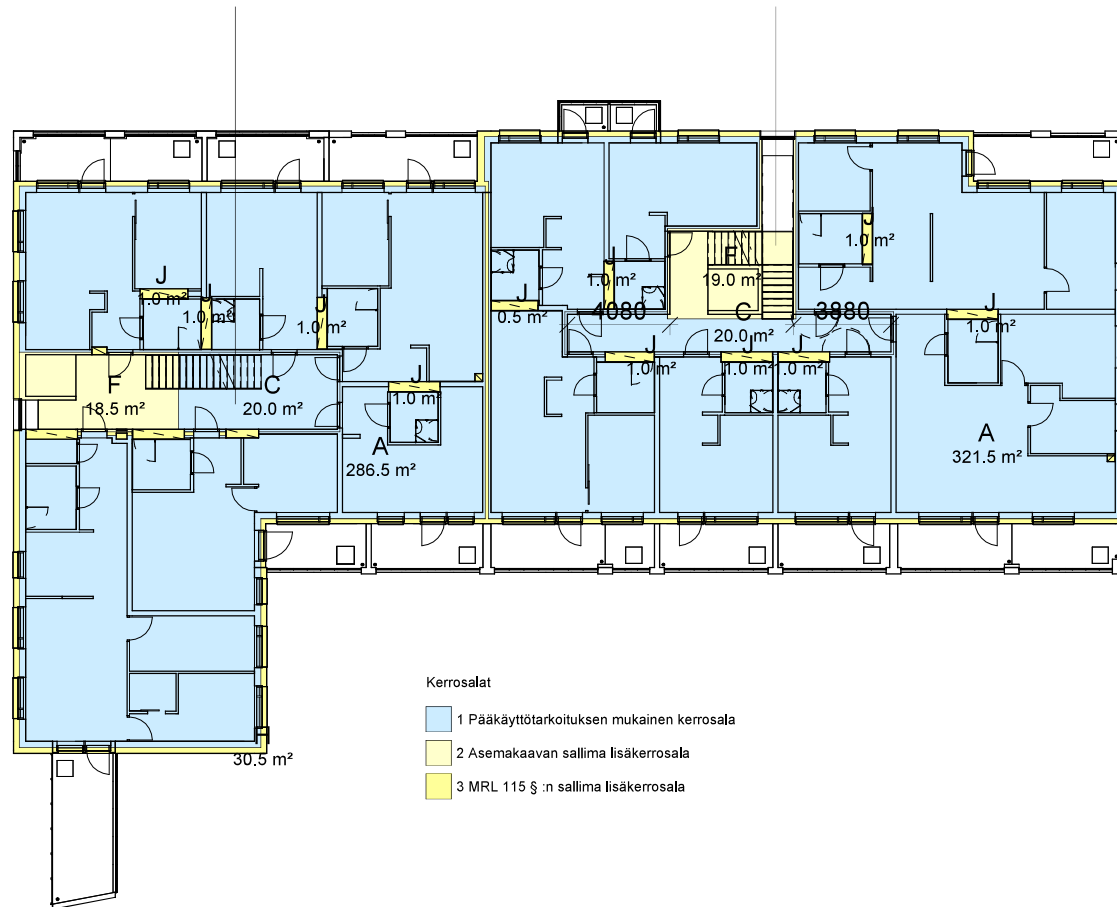 J
1.0 m²
J
1.0 m²
J
1.0 m²
F
18.5 m²
C
20.0 m²
J
1.0 m²
A
286.5 m²
J
0.5 m²
J
1.0 m²
F
19.0 m²
J
1.0 m²
4080
C
3880
20.0 m²
J
1.0 m²
J
1.0 m²
J
1.0 m²
J
1.0 m²
A
321.5 m²
30.5 m²
Kerrosalat
1 Pääkäyttötarkoituksen mukainen kerrosala
2 Asemakaavan sallima lisäkerrosala
3 MRL 115 § :n sallima lisäkerrosala